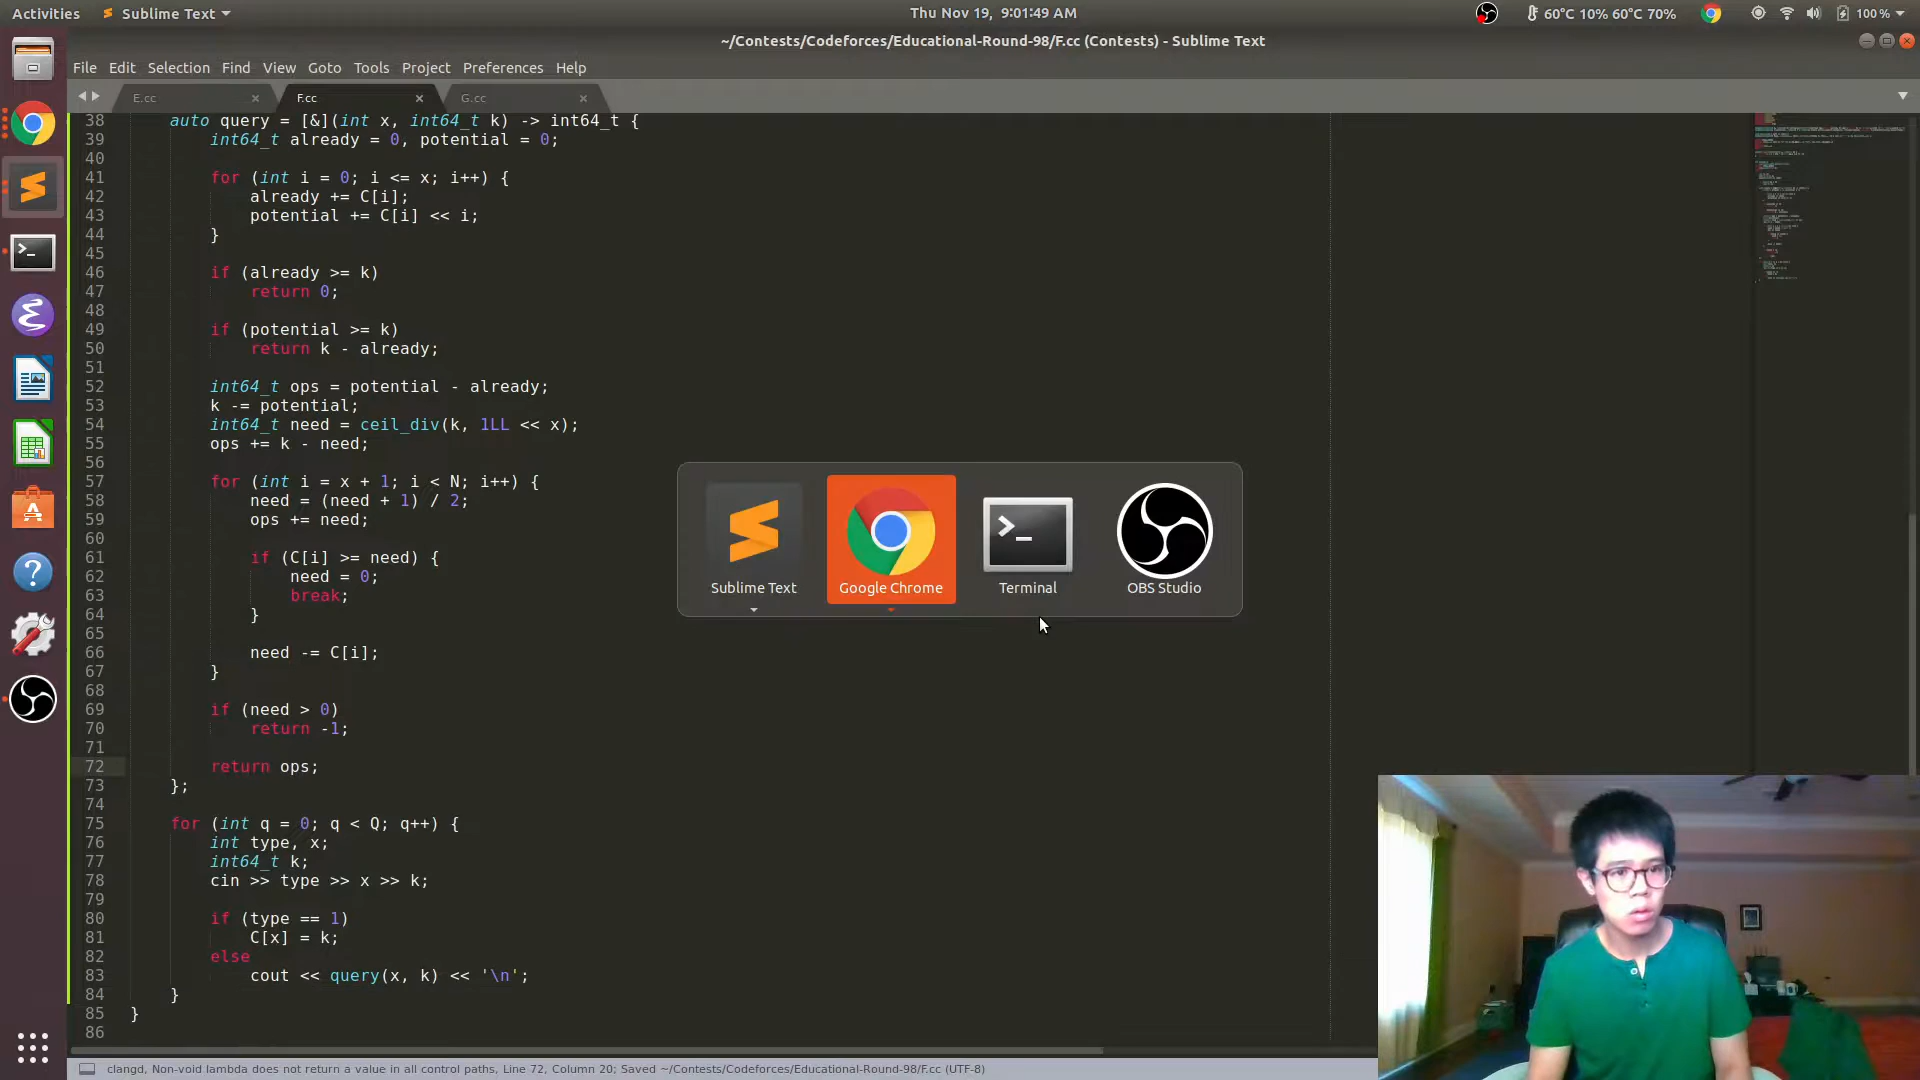 Activities
Sublime Text
Thu Nov 19, 9:01:49 AM
60°C 10% 60°C 70%
100 %
~/Contests/Codeforces/Educational-Round-98/F.cc (Contests) - Sublime Text
File Edit Selection Find View Goto Tools Project Preferences Help
E.cc
F.cc
G.cc
38 auto query = [&](int x, int64_t k) -> int64_t {
39 int64_t already = 0, potential = 0;
40
41 for (int i = 0; i <= x; i++) {
42 already += C[i];
43 potential += C[i] << i;
44 }
45
46 if (already >= k)
47 return 0;
48
49 if (potential >= k)
50 return k - already;
51
52 int64_t ops = potential - already;
53 k -= potential;
54 int64_t need = ceil_div(k, 1LL << x);
55 ops += k - need;
56
57 for (int i = x + 1; i < N; i++) {
58 need = (need + 1) / 2;
59 ops += need;
60
61 if (C[i] >= need) {
62 need = 0;
63 break;
64 }
65
66 need -= C[i];
67 }
68
69 if (need > 0)
70 return -1;
71
72 return ops;
73 };
74
75 for (int q = 0; q < Q; q++) {
76 int type, x;
77 int64_t k;
78 cin >> type >> x >> k;
79
80 if (type == 1)
81 C[x] = k;
82 else
83 cout << query(x, k) << '\n';
84 }
85 }
86
Sublime Text
Google Chrome
Terminal
OBS Studio
clangd, Non-void lambda does not return a value in all control paths, Line 72, Column 20; Saved ~/Contests/Codeforces/Educational-Round-98/F.cc (UTF-8)